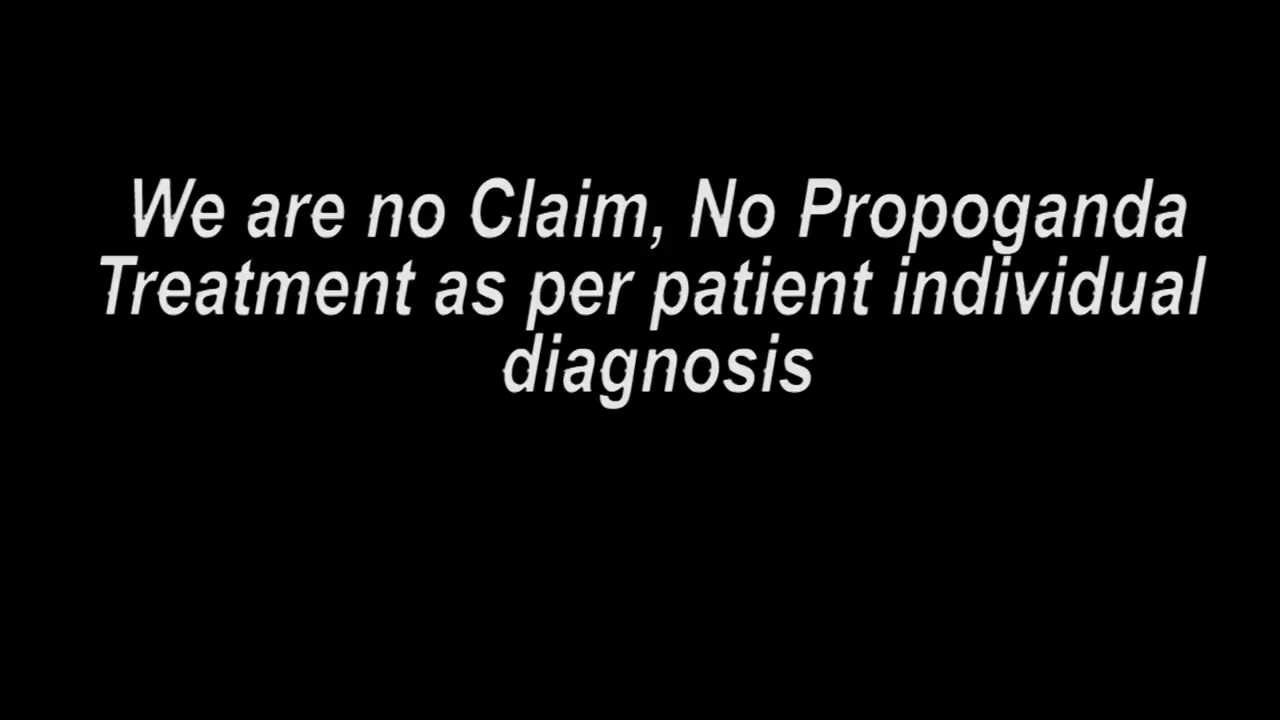 We are no Claim, No Propoganda
Treatment as per patient individual
diagnosis